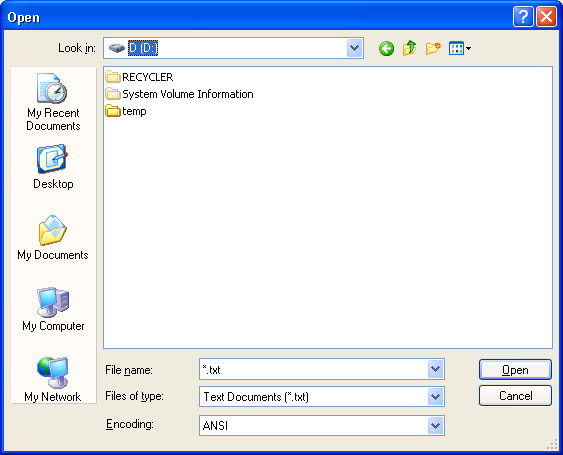 Open
Look in: D (D:
RECYCLER
System Volume Information
temp
My Recent
Documents
Desktop
My Documents
My Computer
My Network
File name: *.txt Open
Files of type: Text Documents (*.txt) Cancel
Encoding: ANSI